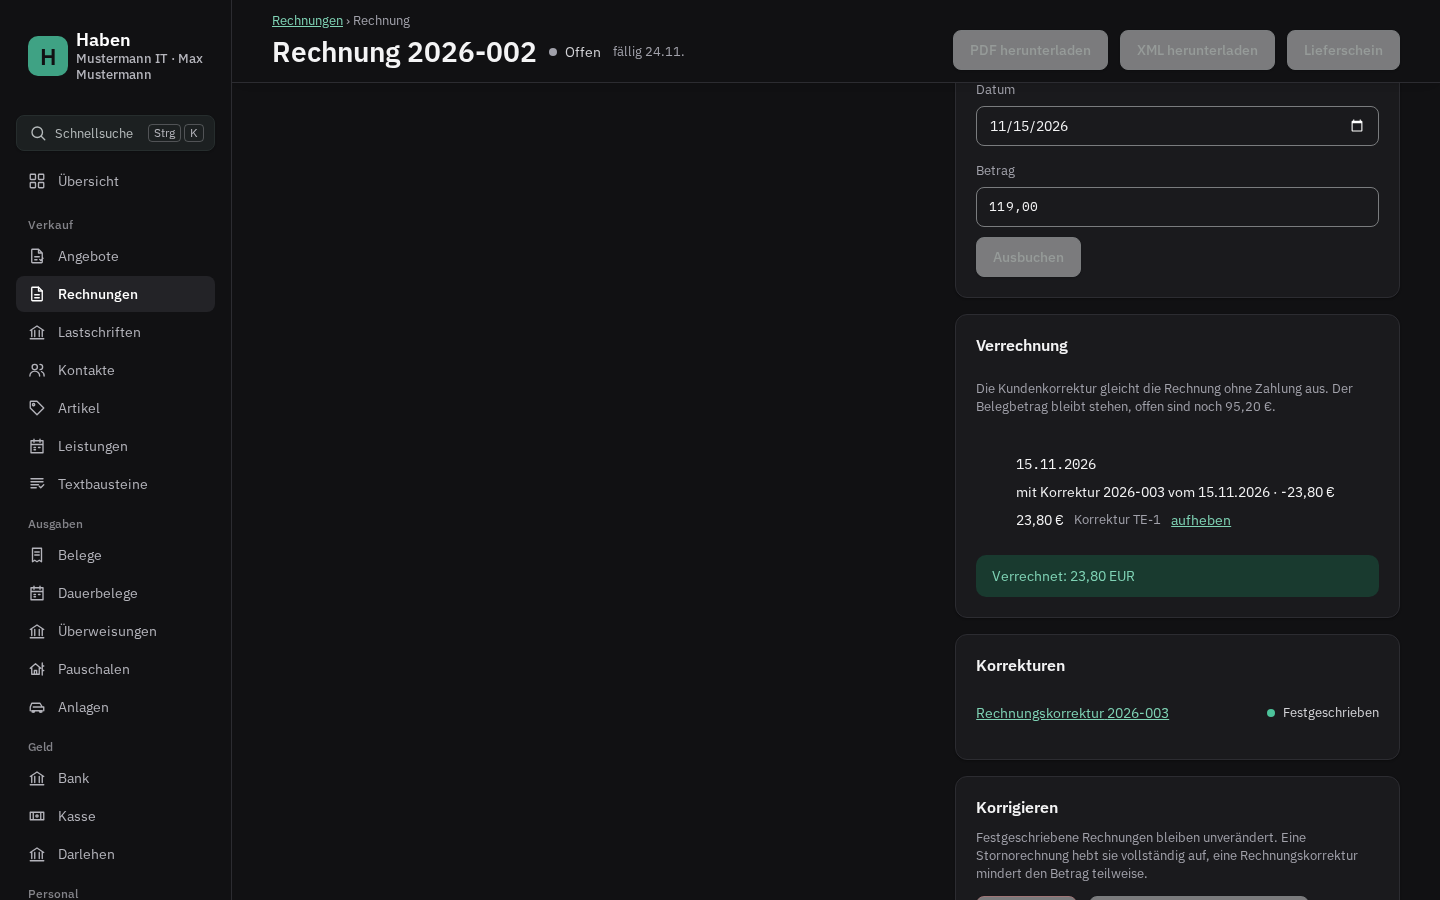 Haben
Mustermann IT · Max
Mustermann
Schnellsuche Strg K
Übersicht
Verkauf
Angebote
Rechnungen
Lastschriften
Kontakte
Artikel
Leistungen
Textbausteine
Ausgaben
Belege
Dauerbelege
Überweisungen
Pauschalen
Anlagen
Geld
Bank
Kasse
Darlehen
Personal
Rechnungen › Rechnung
Rechnung 2026-002 Offen fällig 24.11.
PDF herunterladen XML herunterladen Lieferschein
Datum
11/15/2026
Betrag
119,00
Ausbuchen
Verrechnung
Die Kundenkorrektur gleicht die Rechnung ohne Zahlung aus. Der
Belegbetrag bleibt stehen, offen sind noch 95,20 €.
15.11.2026
mit Korrektur 2026-003 vom 15.11.2026 · -23,80 €
23,80 € Korrektur TE-1 aufheben
Verrechnet: 23,80 EUR
Korrekturen
Rechnungskorrektur 2026-003 Festgeschrieben
Korrigieren
Festgeschriebene Rechnungen bleiben unverändert. Eine
Stornorechnung hebt sie vollständig auf, eine Rechnungskorrektur
mindert den Betrag teilweise.